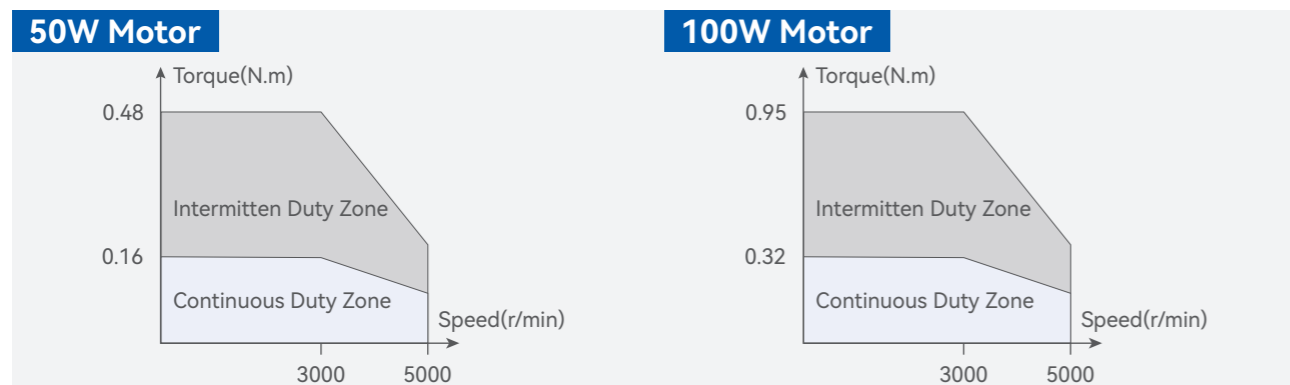 50W Motor
Torque(N.m)
0.48
Intermitten Duty Zone
0.16
Continuous Duty Zone
Speed(r/min)
3000
5000
100W Motor
Torque(N.m)
0.95
Intermitten Duty Zone
0.32
Continuous Duty Zone
Speed(r/min)
3000
5000